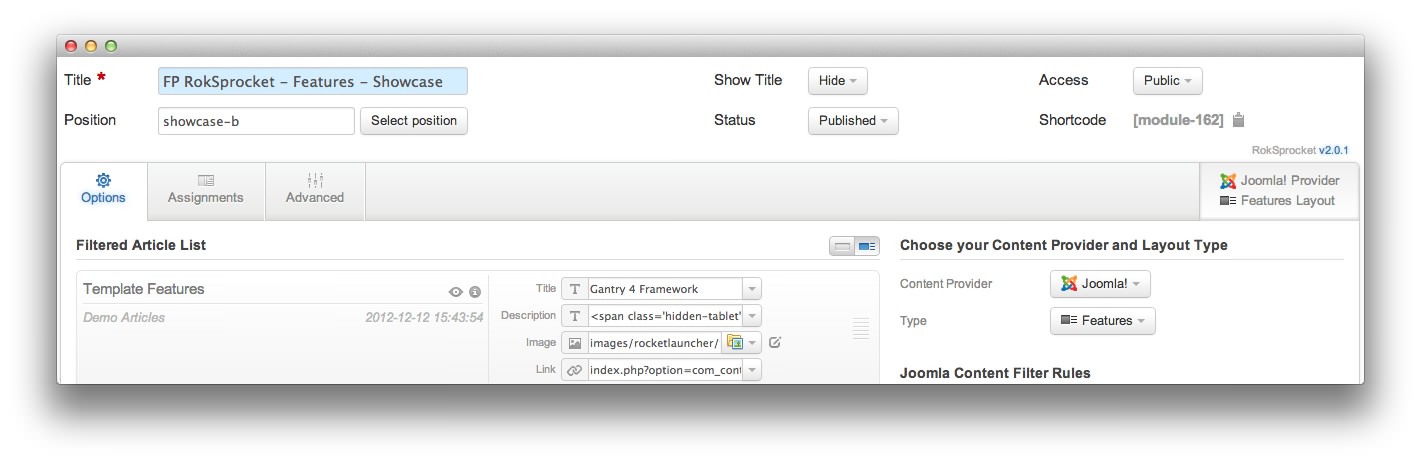 Title * FP RokSprocket – Features – Showcase Show Title Hide Access Public
Position showcase-b Select position Status Published Shortcode [module-162]
RokSprocket v2.0.1
Options Assignments Advanced
Joomla! Provider
Features Layout
Filtered Article List
Template Features
Demo Articles 2012-12-12 15:43:54
Title T Gantry 4 Framework
Description T <span class='hidden-tablet'
Image images/rocketlauncher/
Link index.php?option=com_cont
Choose your Content Provider and Layout Type
Content Provider Joomla!
Type Features
Joomla Content Filter Rules